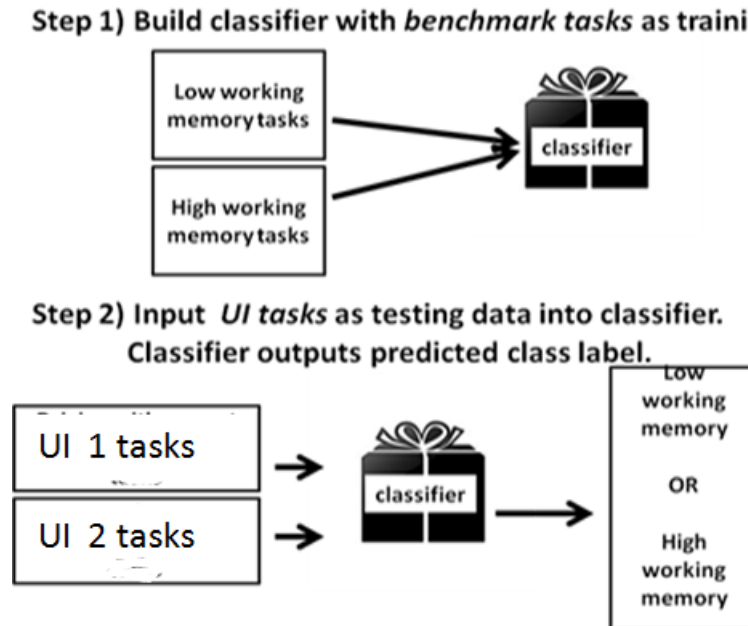 Step 1) Build classifier with benchmark tasks as traini
Low working
memory tasks
classifier
High working
memory tasks
Step 2) Input UI tasks as testing data into classifier.
Classifier outputs predicted class label.
UI 1 tasks
UI 2 tasks
classifier
Low
working
memory
OR
High
working
memory